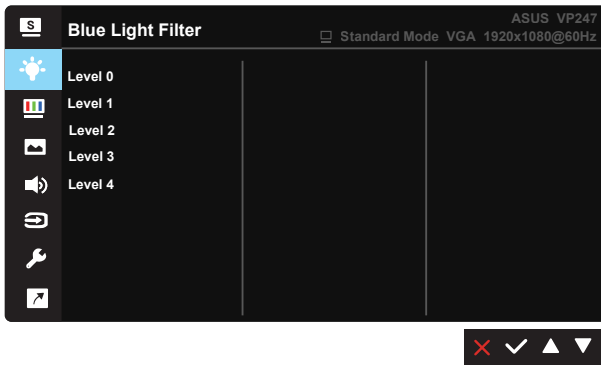 S
Blue Light Filter
ASUS VP247
Standard Mode VGA 1920x1080@60Hz
Level 0
Level 1
Level 2
Level 3
Level 4